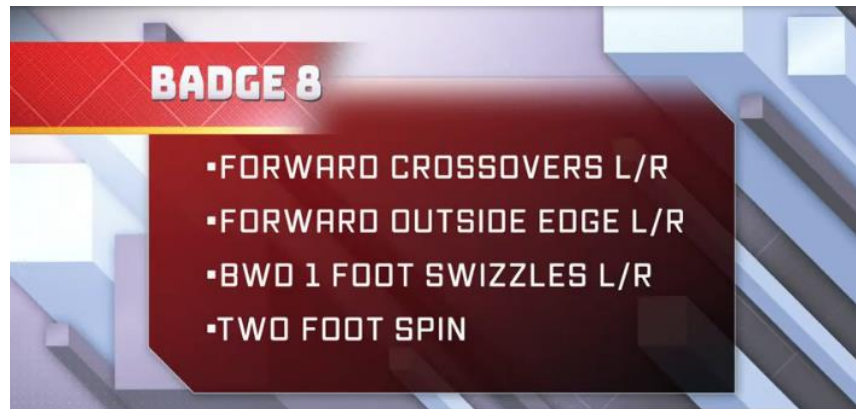 BADGE 8
▪FORWARD CROSSOVERS L/R
▪FORWARD OUTSIDE EDGE L/R
▪BWD 1 FOOT SWIZZLES L/R
▪TWO FOOT SPIN